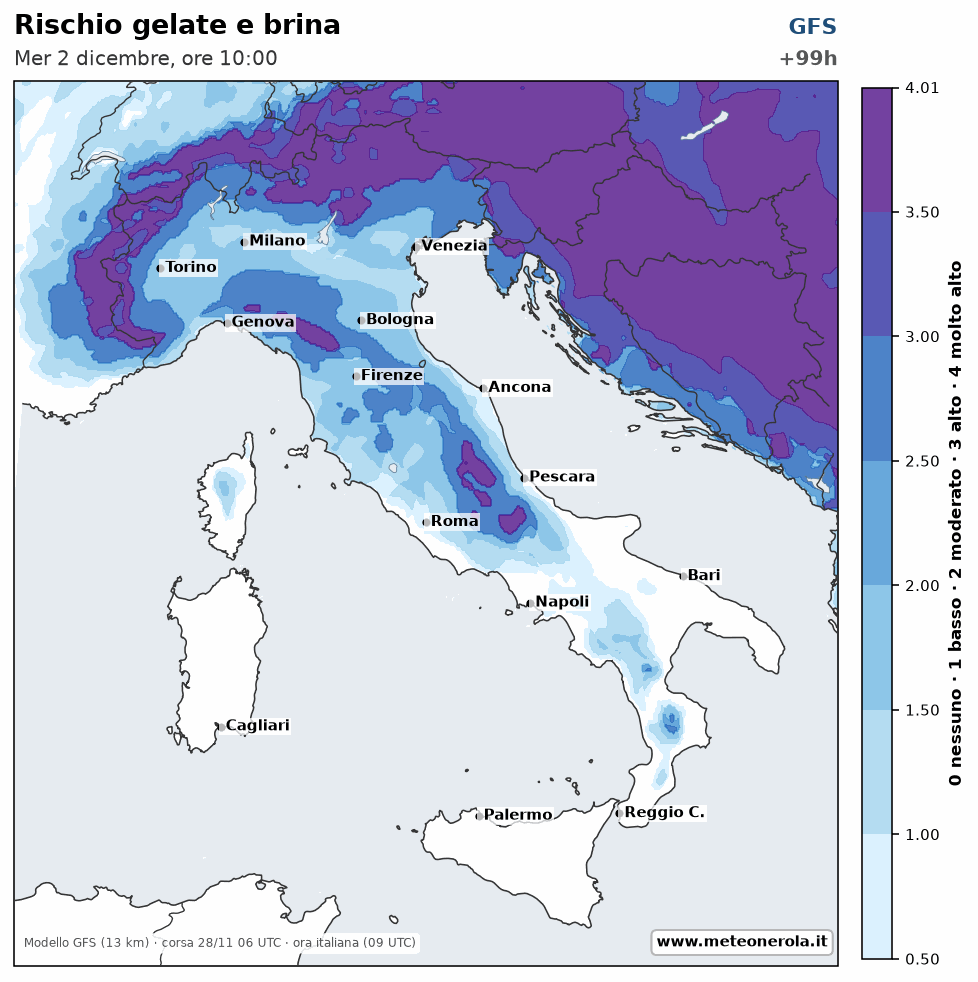 Rischio gelate e brina
GFS
Mer 2 dicembre, ore 10:00
+99h
4.01
3.50
3.00
2.50
2.00
1.50
1.00
0.50
0 nessuno · 1 basso · 2 moderato · 3 alto · 4 molto alto
Milano
Venezia
Torino
Genova
Bologna
Firenze
Ancona
Pescara
Roma
Bari
Napoli
Cagliari
Palermo
Reggio C.
Modello GFS (13 km) · corsa 28/11 06 UTC · ora italiana (09 UTC)
www.meteonerola.it